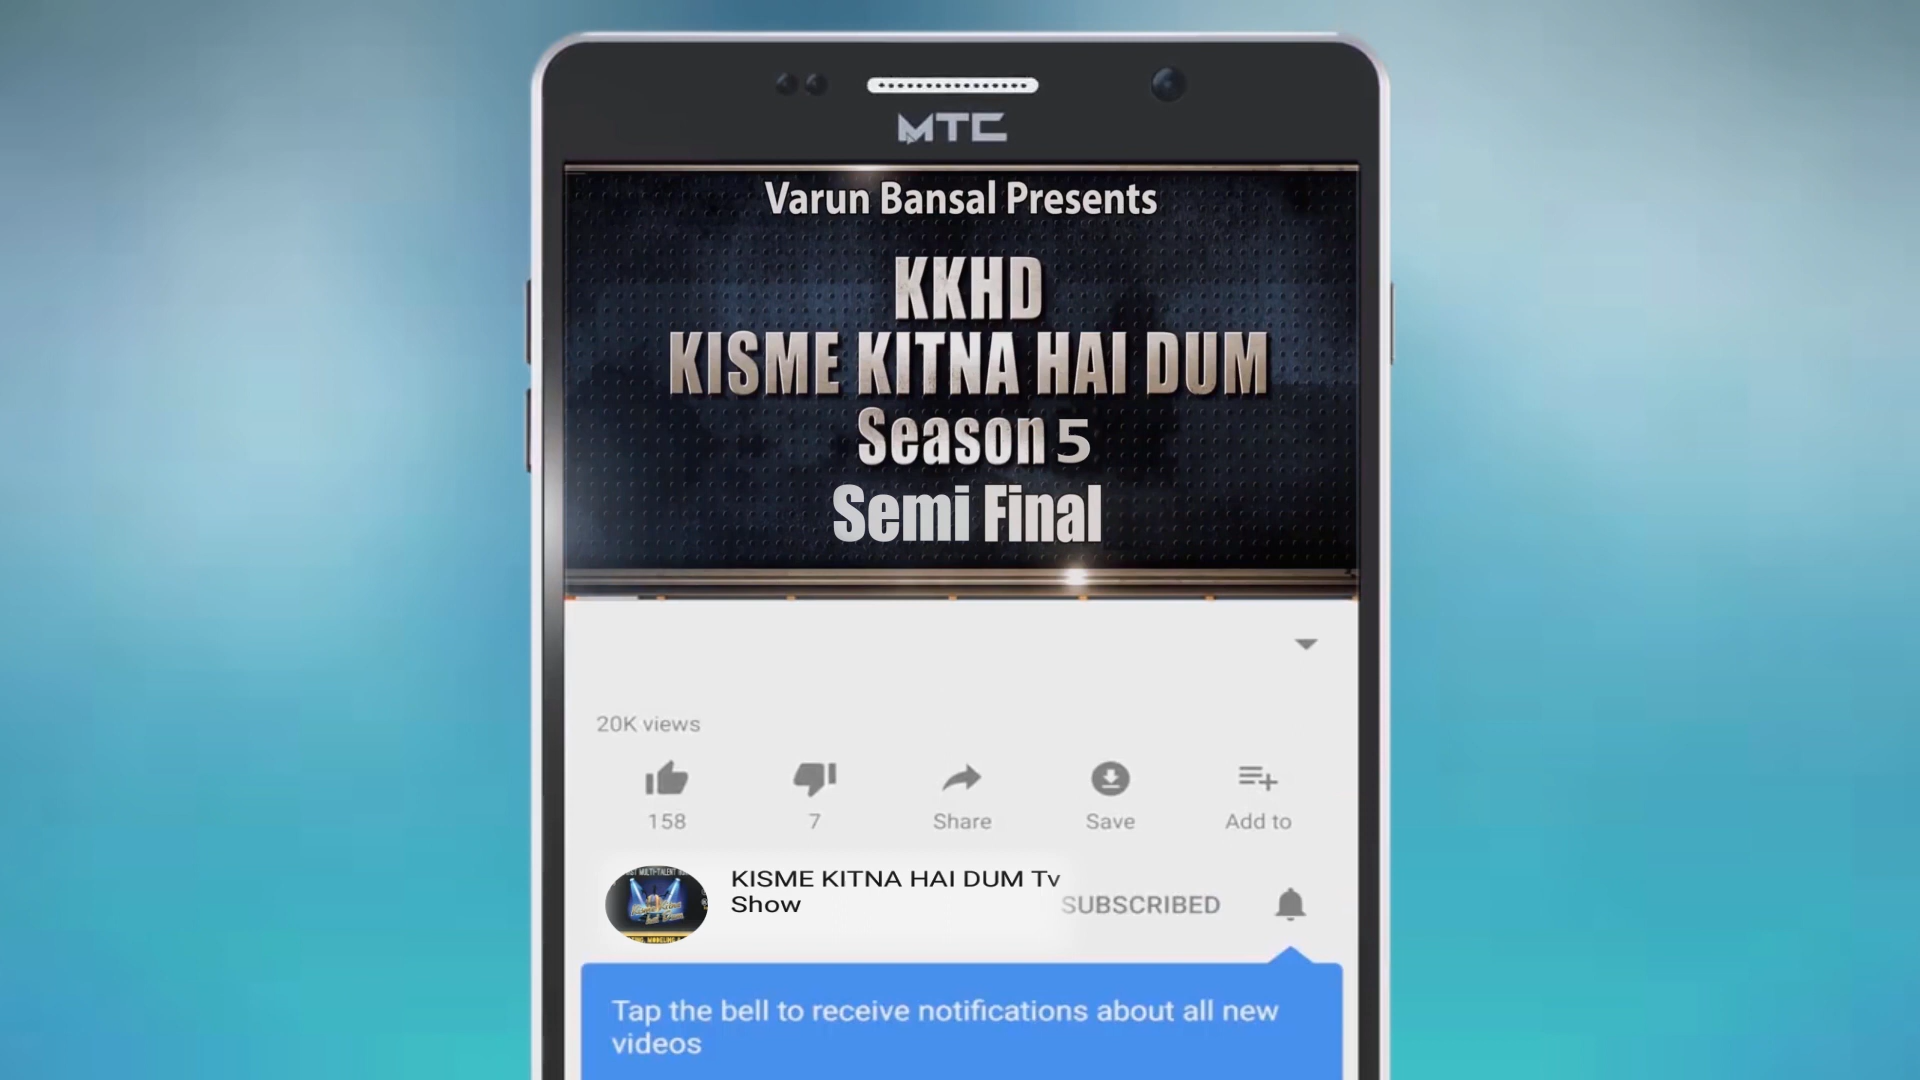 MTC
Varun Bansal Presents
KKHD
KISME KITNA HAI DUM
Season 5
Semi Final
20K views
158
7
Share
Save
Add to
KISME KITNA HAI DUM Tv
Show
SUBSCRIBED
Tap the bell to receive notifications about all new
videos